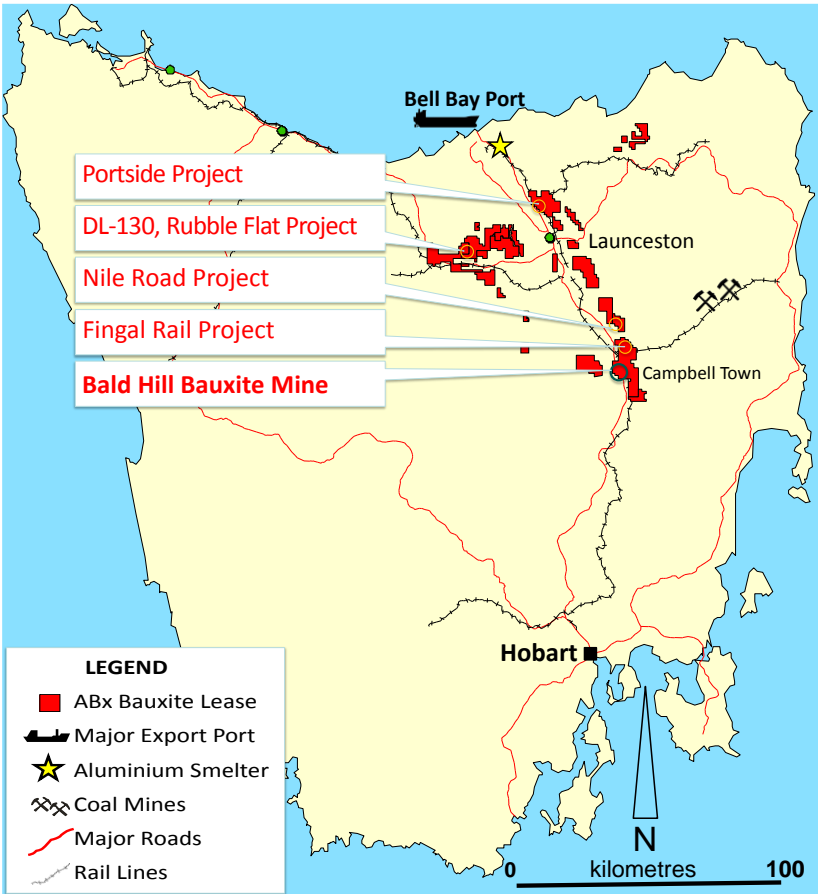 Bell Bay Port
Portside Project
DL-130, Rubble Flat Project
Launceston
Nile Road Project
Fingal Rail Project
Bald Hill Bauxite Mine
Campbell Town
Hobart
LEGEND
ABx Bauxite Lease
Major Export Port
Aluminium Smelter
Coal Mines
Major Roads
Rail Lines
N
0 kilometres 100